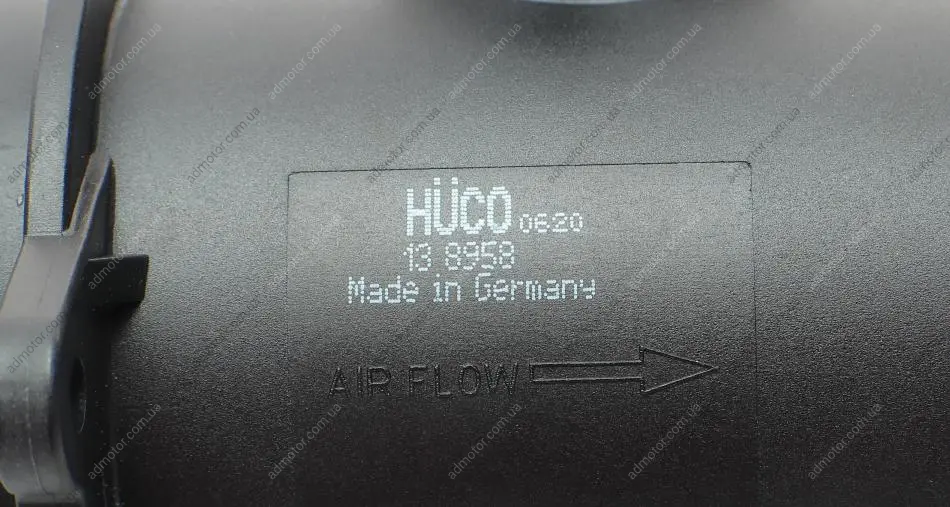 HÜCO 0620
13 8958
Made in Germany
AIR FLOW
admotor.com.ua